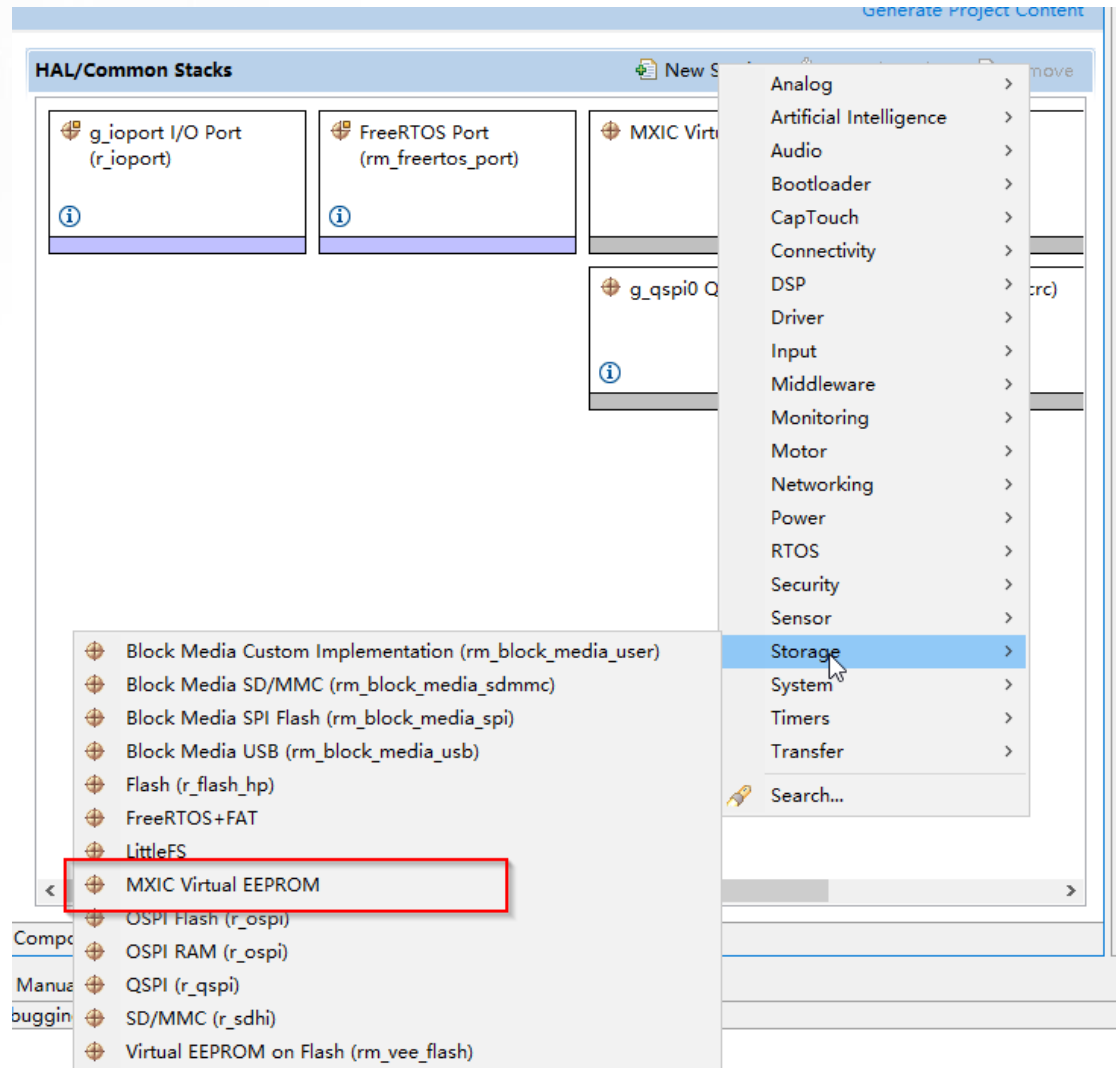 Generate Project Content
HAL/Common Stacks
New S
move
g_ioport I/O Port
(r_ioport)
FreeRTOS Port
(rm_freertos_port)
MXIC Virt
g_qspi0 Q
crc)
Analog
Artificial Intelligence
Audio
Bootloader
CapTouch
Connectivity
DSP
Driver
Input
Middleware
Monitoring
Motor
Networking
Power
RTOS
Security
Sensor
Storage
System
Timers
Transfer
Search...
Block Media Custom Implementation (rm_block_media_user)
Block Media SD/MMC (rm_block_media_sdmmc)
Block Media SPI Flash (rm_block_media_spi)
Block Media USB (rm_block_media_usb)
Flash (r_flash_hp)
FreeRTOS+FAT
LittleFS
MXIC Virtual EEPROM
OSPI Flash (r_ospi)
OSPI RAM (r_ospi)
QSPI (r_qspi)
SD/MMC (r_sdhi)
Virtual EEPROM on Flash (rm_vee_flash)
Compo
Manua
buggin